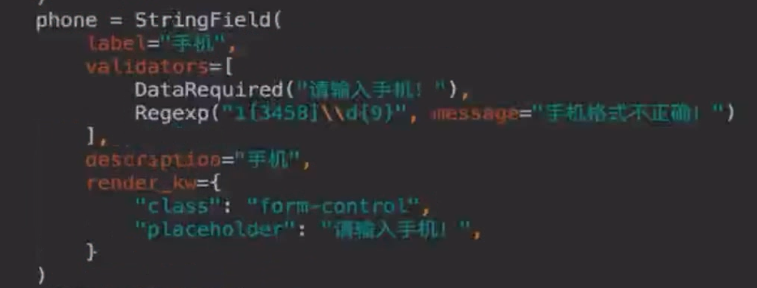 phone = StringField(
label="手机",
validators=[
DataRequired("请输入手机！"),
Regexp("1[3458]\\d{9}", message="手机格式不正确！")
],
description="手机",
render_kw={
"class": "form-control",
"placeholder": "请输入手机！",
}
)